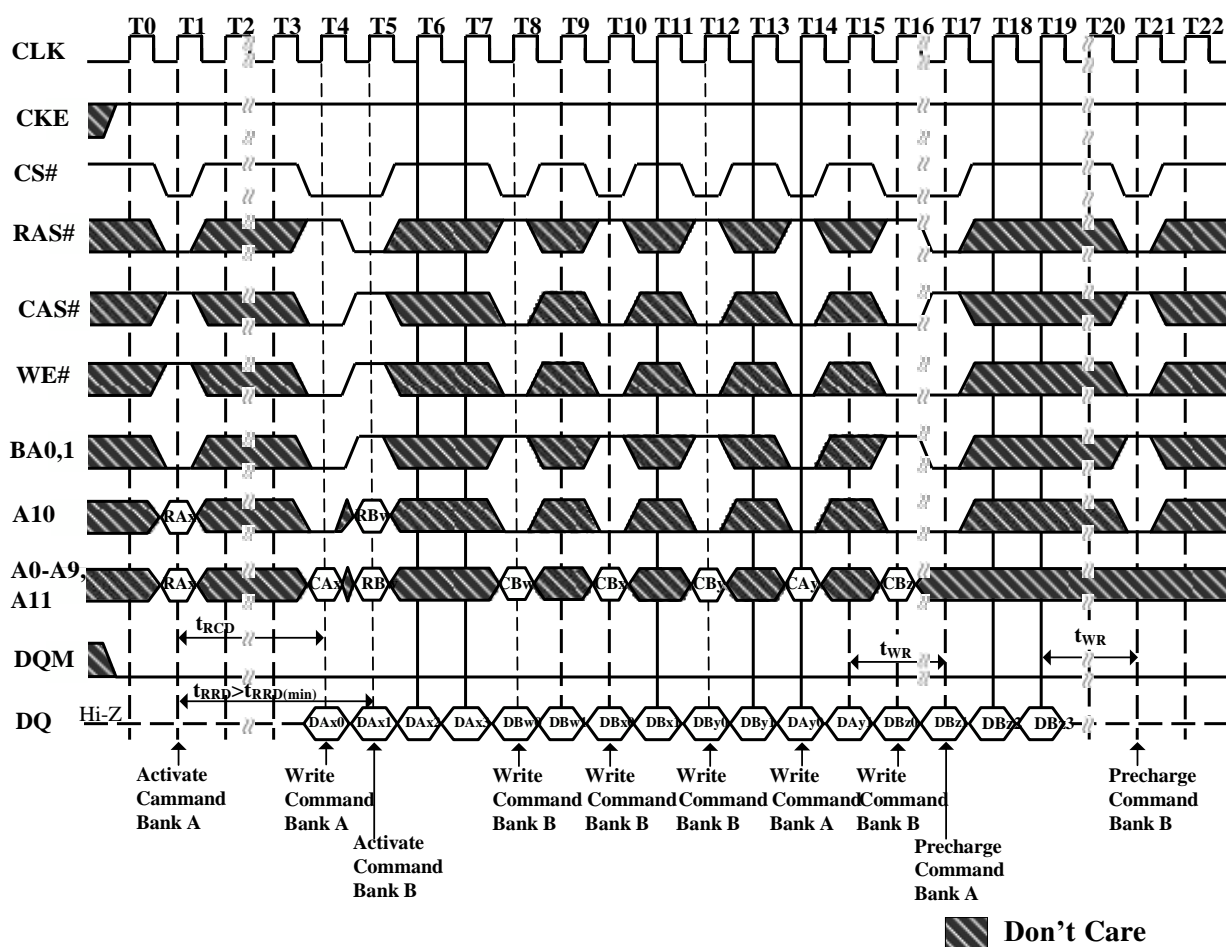 T0 T1 T2 T3 T4 T5 T6 T7 T8 T9 T10 T11 T12 T13 T14 T15 T16 T17 T18 T19 T20 T21 T22
CLK
CKE
CS#
RAS#
CAS#
WE#
BA0,1
A10 RAx RBw
A0-A9, RAx CAx RB CBw CBx CBy CAy CBz
A11
tRCD
DQM tWR tWR
tRRD>tRRD(min)
DQ Hi-Z DAx0 DAx1 DAx2 DAx3 DBw0 DBw1 DBx0 DBx1 DBy0 DBy1 DAy0 DAy1 DBz0 DBz1 DBz2 DBz3
Activate Write Write Write Write Write Write Precharge
Cammand Command Command Command Command Command Command Command
Bank A Bank A Bank B Bank B Bank B Bank A Bank B Bank B
Activate Precharge
Command Command
Bank B Bank A
Don't Care